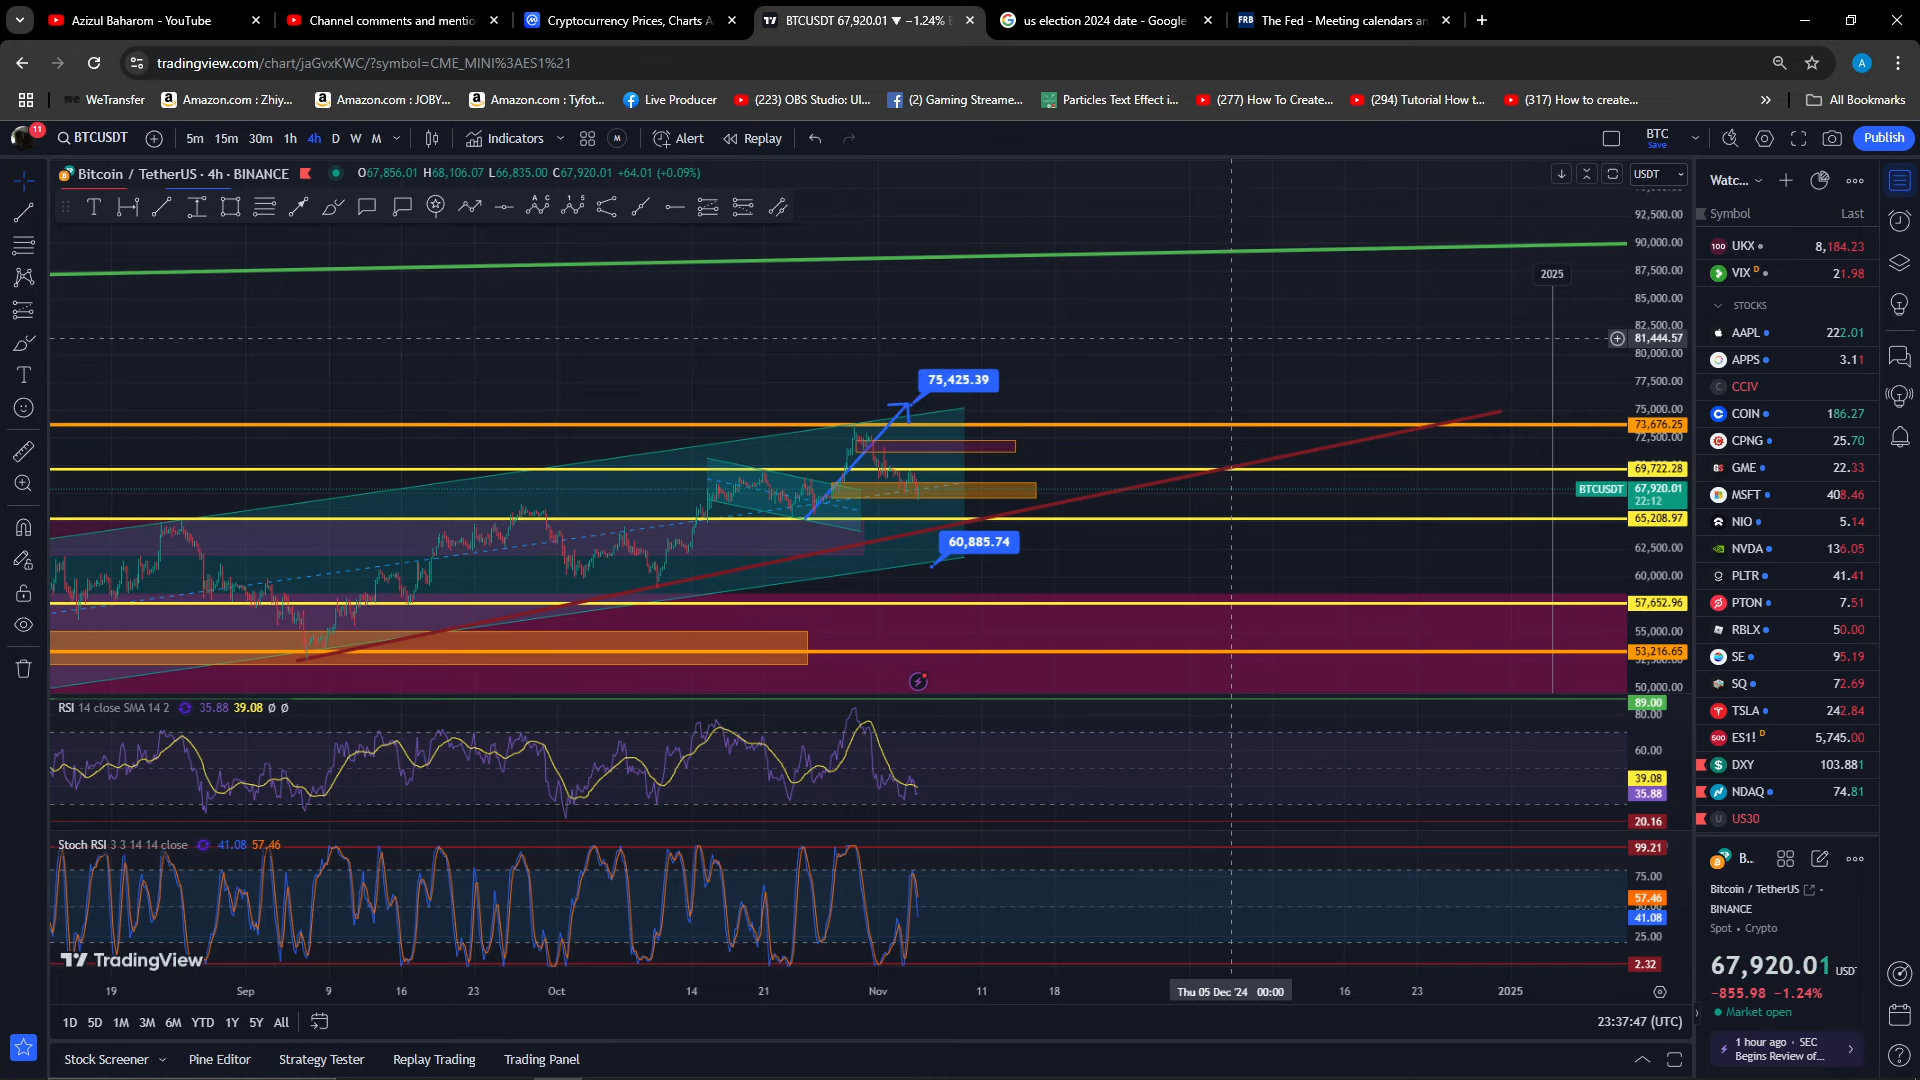 Azizul Baharom - YouTube
Channel comments and mentio
Cryptocurrency Prices, Charts A
BTCUSDT 67,920.01 ▼ −1.24% B
us election 2024 date - Google
FRB The Fed - Meeting calendars an
tradingview.com/chart/jaGvxKWC/?symbol=CME_MINI%3AES1%21
A
we WeTransfer
Amazon.com : Zhiy...
Amazon.com : JOBY...
Amazon.com : Tyfot...
Live Producer
(223) OBS Studio: Ul...
(2) Gaming Streame...
Particles Text Effect i...
(277) How To Create...
(294) Tutorial How t...
(317) How to create...
All Bookmarks
11
BTCUSDT
5m 15m 30m 1h 4h D W M
Indicators
M
Alert
Replay
BTC
Save
Publish
Bitcoin / TetherUS · 4h · BINANCE
O67,856.01 H68,106.07 L66,835.00 C67,920.01 +64.01 (+0.09%)
USDT
92,500.00
90,000.00
87,500.00
85,000.00
82,500.00
81,444.57
80,000.00
77,500.00
75,000.00
73,676.25
72,500.00
69,722.28
BTCUSDT 67,920.01
22:12
65,208.97
62,500.00
60,000.00
57,652.96
55,000.00
53,216.65
50,000.00
2025
75,425.39
60,885.74
RSI 14 close SMA 14 2 35.88 39.08 Ø Ø
89.00
80.00
60.00
39.08
35.88
20.16
Stoch RSI 3 3 14 14 close 41.08 57.46
99.21
75.00
57.46
41.08
25.00
2.32
TradingView
19 Sep 9 16 23 Oct 14 21 Nov 11 18 Thu 05 Dec '24 00:00 16 23 2025
1D 5D 1M 3M 6M YTD 1Y 5Y All
23:37:47 (UTC)
Stock Screener
Pine Editor
Strategy Tester
Replay Trading
Trading Panel
Watc...
Symbol Last
100 UKX 8,184.23
VIX D 21.98
STOCKS
AAPL 222.01
APPS 3.11
C CCIV
COIN 186.27
CPNG 25.70
GME 22.33
MSFT 408.46
NIO 5.14
NVDA 136.05
PLTR 41.41
PTON 7.51
RBLX 50.00
SE 95.19
SQ 72.69
TSLA 242.84
500 ES1! D 5,745.00
DXY 103.881
NDAQ 74.81
U US30
B...
Bitcoin / TetherUS
BINANCE
Spot • Crypto
67,920.01 USDT
−855.98 −1.24%
Market open
1 hour ago · SEC
Begins Review of...